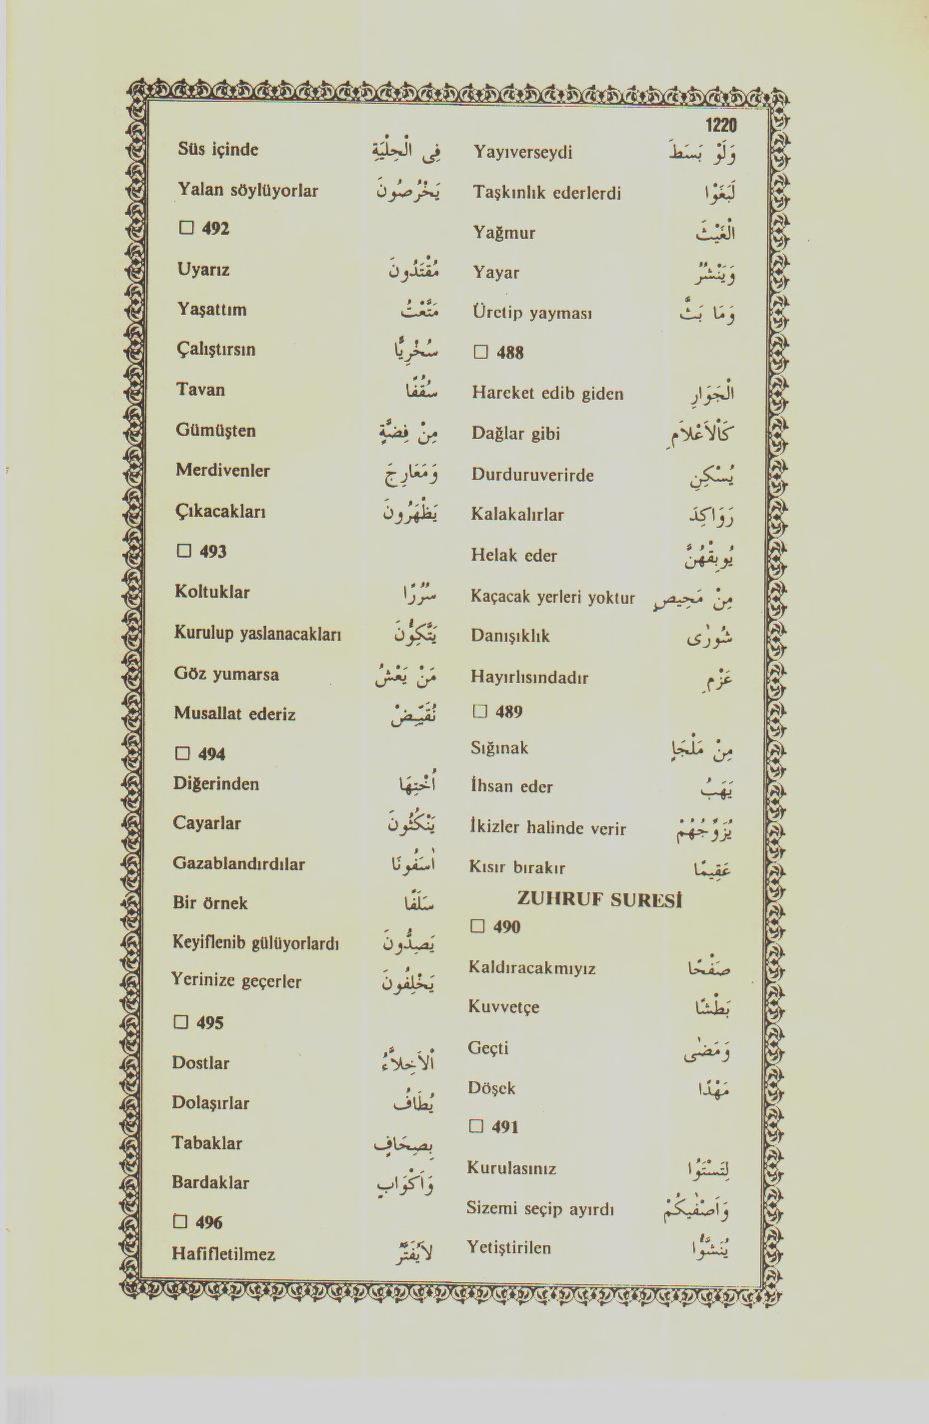 1220
Yayıverseydi وَلَوْ بَسَطَ
Taşkınlık ederlerdi لَبَغَوْا
Yağmur الْغَيْثَ
Yayar وَيَنْشُرُ
Üretip yayması وَمَا بَثَّ
□ 488
Hareket edib giden الْجَوَارِ
Dağlar gibi كَالْاَعْلَامِ
Durduruverirde يُسْكِنِ
Kalakalırlar رَوَاكِدَ
Helak eder يُوبِقْهُنَّ
Kaçacak yerleri yoktur مِنْ مَحِيصٍ
Danışıklık شُورٰى
Hayırlısındadır عَزْمِ
□ 489
Sığınak مِنْ مَلْجَأٍ
İhsan eder يَهَبُ
İkizler halinde verir يُزَوِّجُهُمْ
Kısır bırakır عَقِيمًا
ZUHRUF SURESİ
□ 490
Kaldıracakmıyız صَفْحًا
Kuvvetçe بَطْشًا
Geçti وَمَضٰى
Döşek مَهْدًا
□ 491
Kurulasınız لِتَسْتَوُا
Sizemi seçip ayırdı وَاَصْفٰيكُمْ
Yetiştirilen يُنَشَّؤُا
Süs içinde فِى الْحِلْيَةِ
Yalan söylüyorlar يَخْرُصُونَ
□ 492
Uyarız مُقْتَدُونَ
Yaşattım مَتَّعْتُ
Çalıştırsın سُخْرِيًّا
Tavan سُقُفًا
Gümüşten مِنْ فِضَّةٍ
Merdivenler وَمَعَارِجَ
Çıkacakları يَظْهَرُونَ
□ 493
Koltuklar سُرُرًا
Kurulup yaslanacakları يَتَّكِؤُنَ
Göz yumarsa مَنْ يَعْشُ
Musallat ederiz نُقَيِّضْ
□ 494
Diğerinden اُخْتِهَا
Cayarlar يَنْكُثُونَ
Gazablandırdılar اٰسَفُونَا
Bir örnek سَلَفًا
Keyiflenib gülüyorlardı يَصِدُّونَ
Yerinize geçerler يَخْلُفُونَ
□ 495
Dostlar اَلْاَخِلَّاءُ
Dolaşırlar يُطَافُ
Tabaklar بِصِحَافٍ
Bardaklar وَاَكْوَابٍ
□ 496
Hafifletilmez لَايُفَتَّرُ